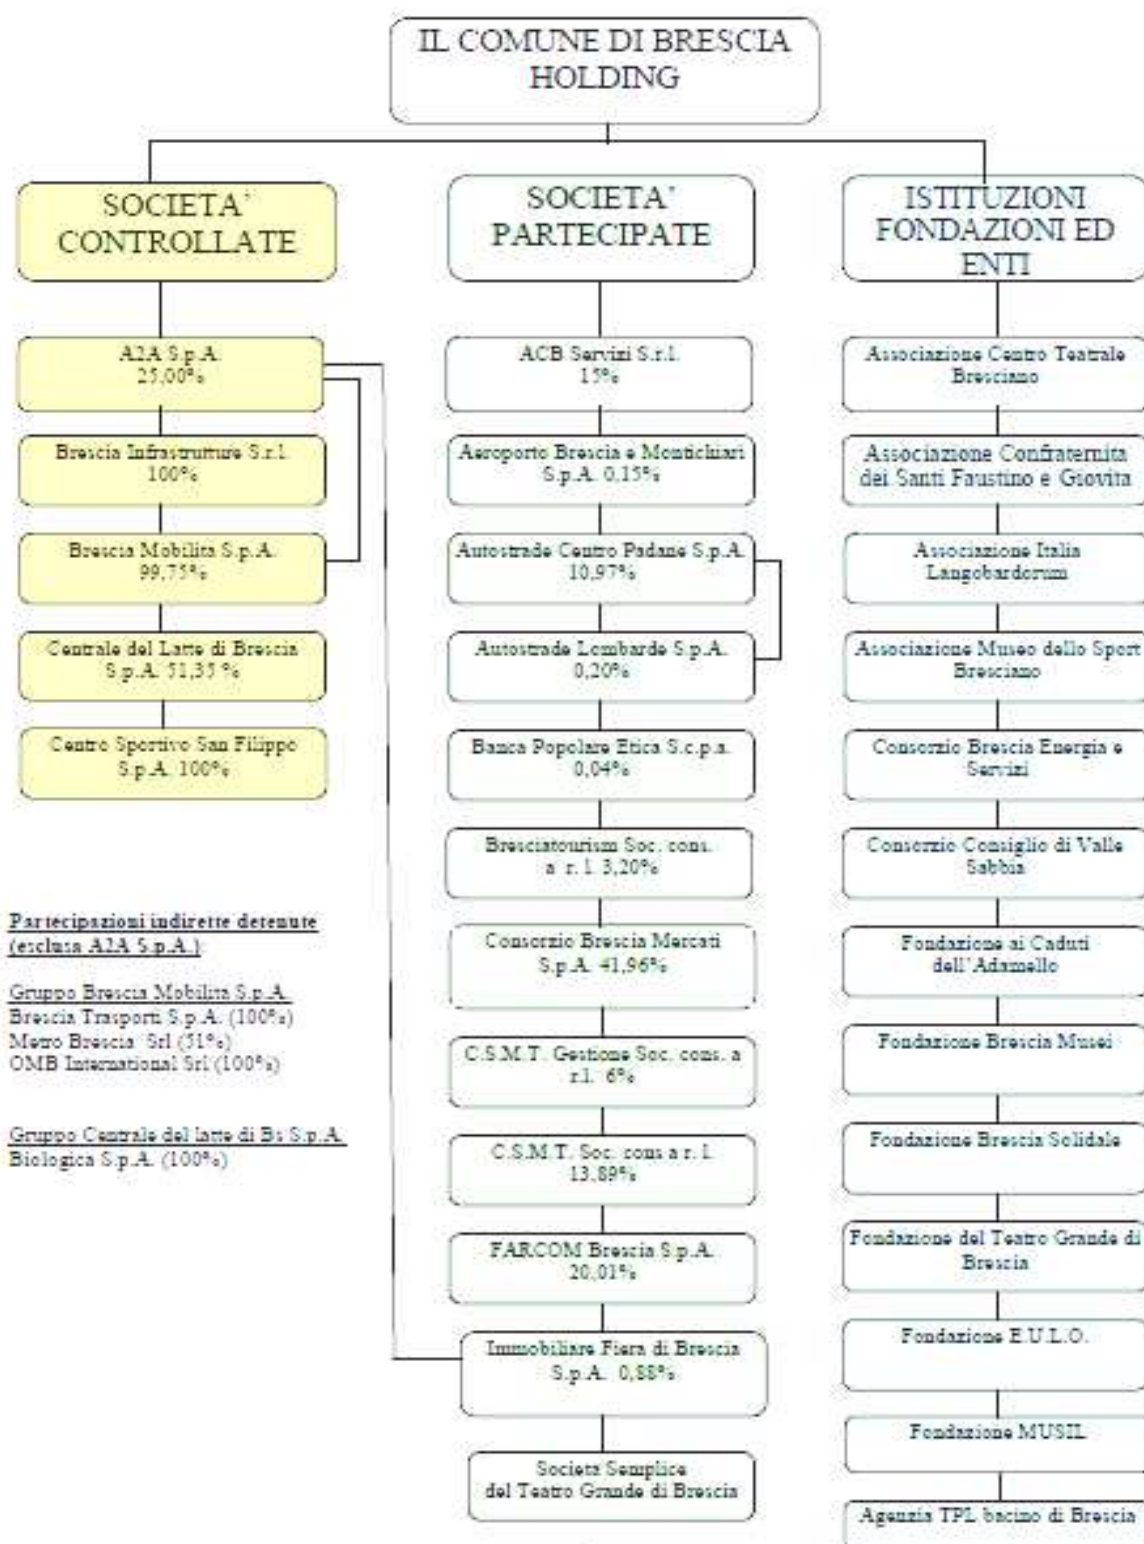 IL COMUNE DI BRESCIA
HOLDING
SOCIETA'
CONTROLLATE
A2A S.p.A.
25,00%
Brescia Infrastrutture S.r.l.
100%
Brescia Mobilità S.p.A.
99,75%
Centrale del Latte di Brescia
S.p.A. 51,35 %
Centro Sportivo San Filippo
S.p.A. 100%
Partecipazioni indirette detenute
(esclusa A2A S.p.A.)
Gruppo Brescia Mobilità S.p.A.
Brescia Trasporti S.p.A. (100%)
Metro Brescia Srl (51%)
OMB International Srl (100%)
Gruppo Centrale del latte di Bs S.p.A.
Biologica S.p.A. (100%)
SOCIETA'
PARTECIPATE
ACB Servizi S.r.l.
15%
Aeroporto Brescia e Montichiari
S.p.A. 0,15%
Autostrade Centro Padane S.p.A.
10,97%
Autostrade Lombarde S.p.A.
0,20%
Banca Popolare Etica S.c.p.a.
0,04%
Bresciatourism Soc. cons.
a r. l. 3,20%
Consorzio Brescia Mercati
S.p.A. 41,96%
C.S.M.T. Gestione Soc. cons. a
r.l. 6%
C.S.M.T. Soc. cons a r. l.
13,89%
FARCOM Brescia S.p.A.
20,01%
Immobiliare Fiera di Brescia
S.p.A. 0,88%
Società Semplice
del Teatro Grande di Brescia
ISTITUZIONI
FONDAZIONI ED
ENTI
Associazione Centro Teatrale
Bresciano
Associazione Confraternita
dei Santi Faustino e Giovita
Associazione Italia
Langobardorum
Associazione Museo dello Sport
Bresciano
Consorzio Brescia Energia e
Servizi
Consorzio Consiglio di Valle
Sabbia
Fondazione ai Caduti
dell'Adamello
Fondazione Brescia Musei
Fondazione Brescia Solidale
Fondazione del Teatro Grande di
Brescia
Fondazione E.U.L.O.
Fondazione MUSIL
Agenzia TPL bacino di Brescia